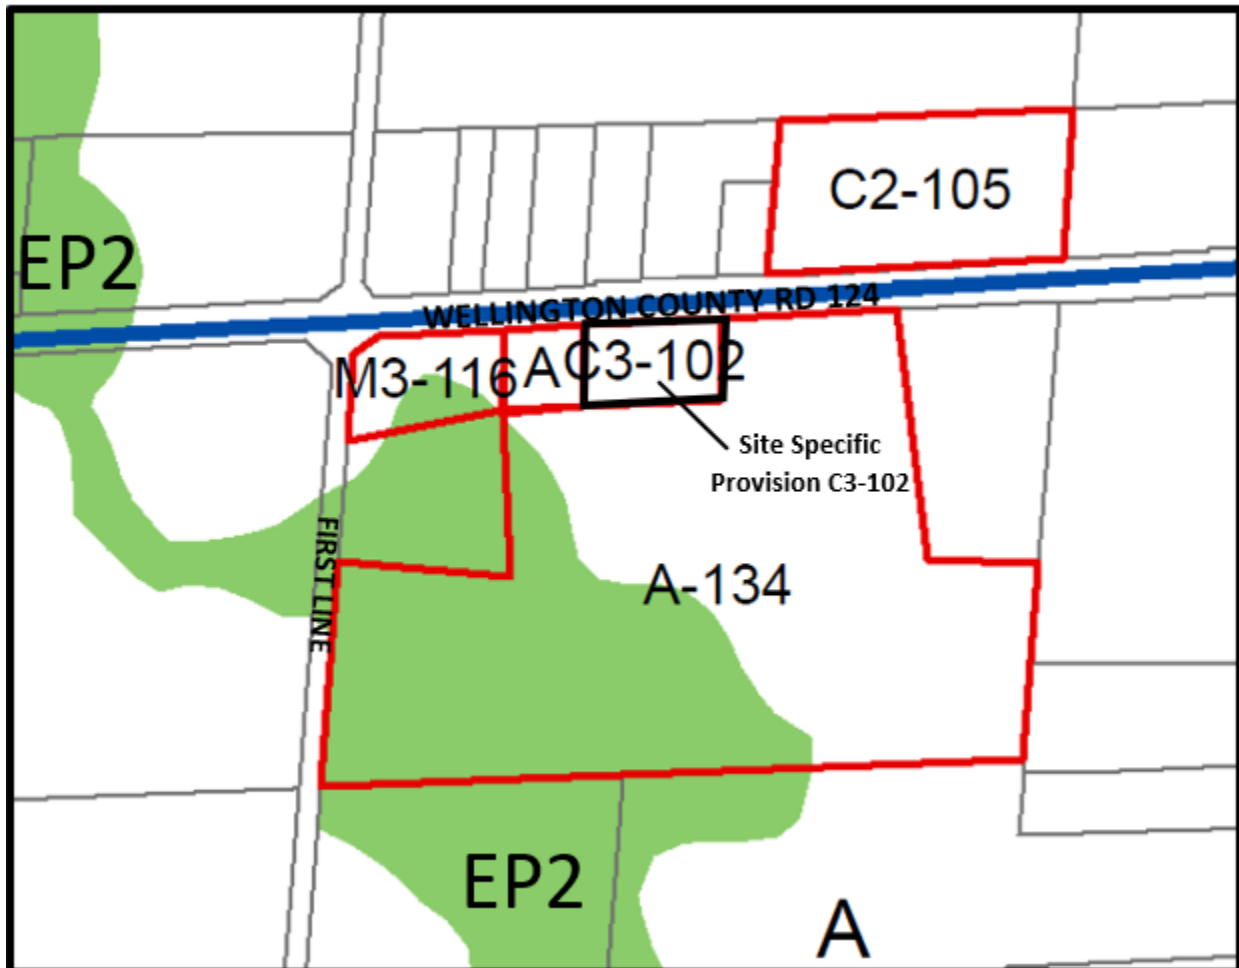 C2-105
EP2
WELLINGTON COUNTY RD 124
M3-116
A
C3-102
Site Specific
Provision C3-102
FIRST LINE
A-134
EP2
A